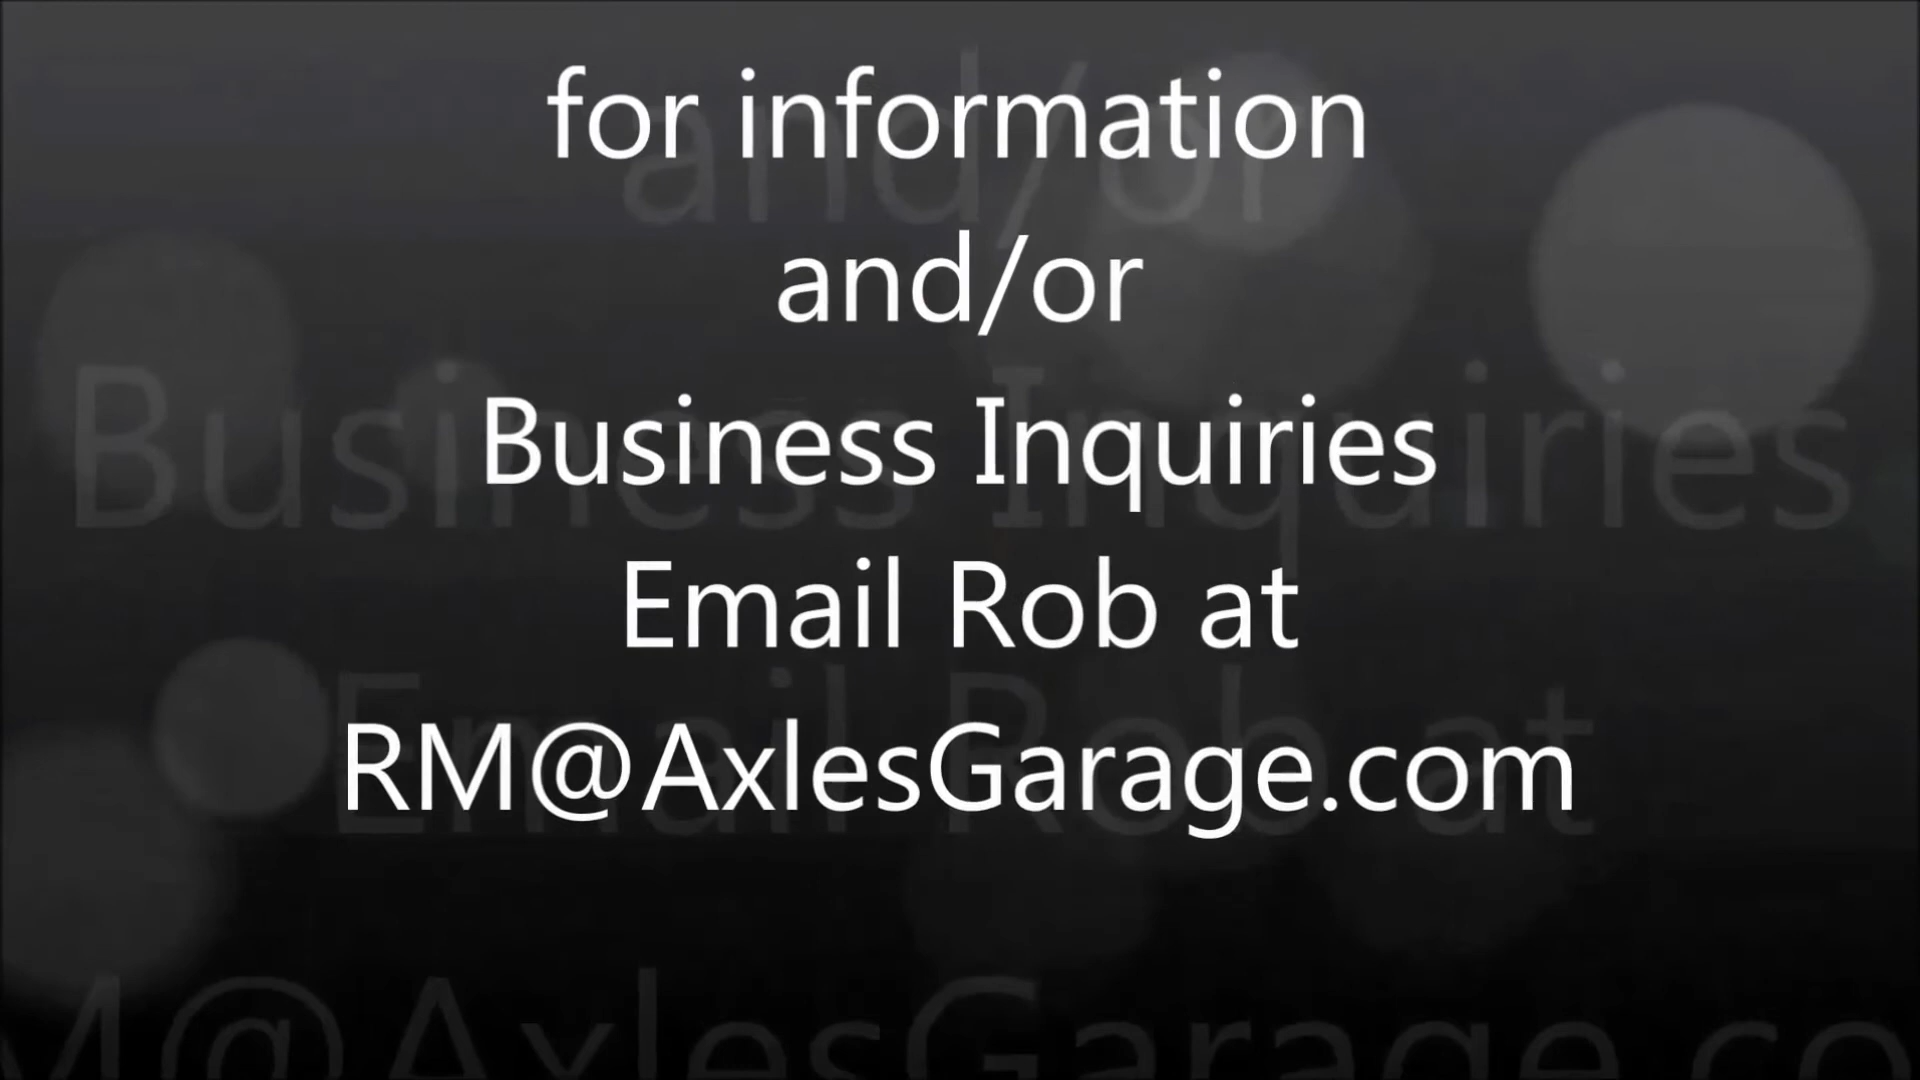 for information
and/or
Business Inquiries
Email Rob at
RM@AxlesGarage.com